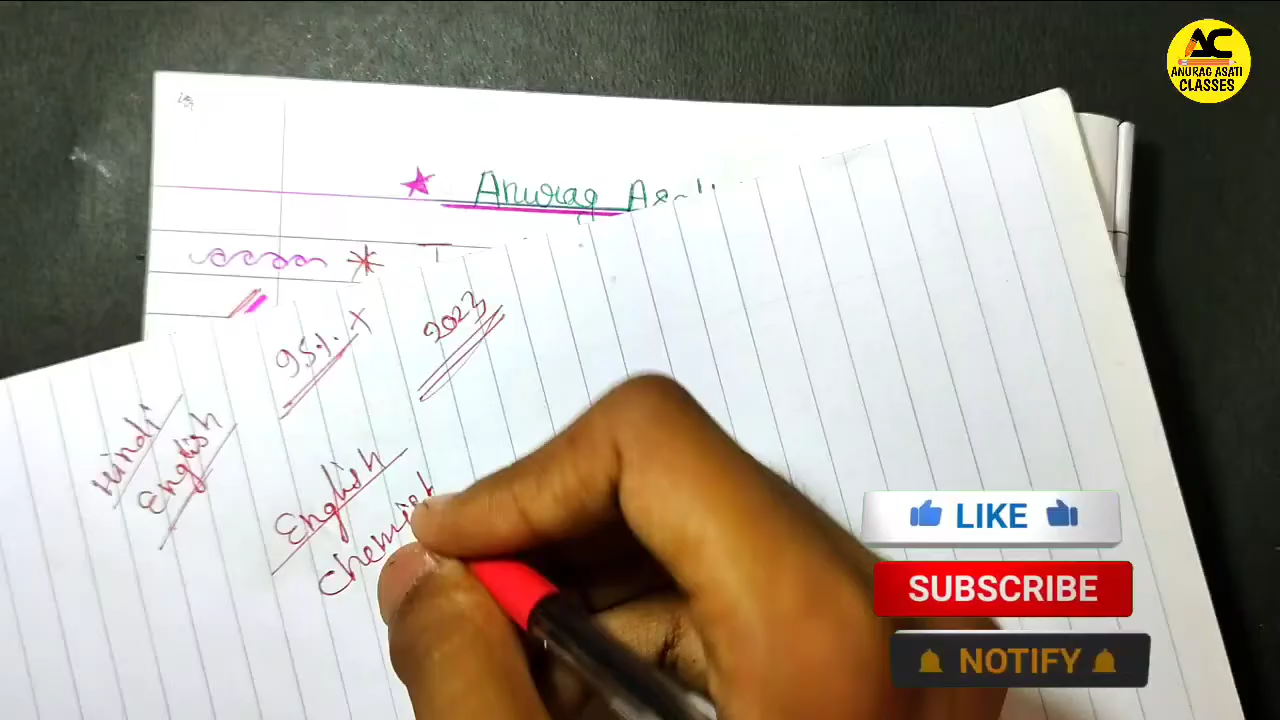 AC
ANURAG ASATI
CLASSES
Anurag
95%+
2023
Hindi
English
English
LIKE
SUBSCRIBE
NOTIFY